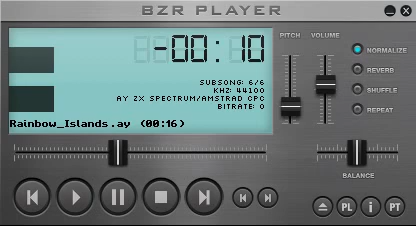 BZR PLAYER
-00:10
PITCH VOLUME
NORMALIZE
REVERB
SHUFFLE
REPEAT
SUBSONG: 6/6
KHZ: 44100
AY ZX SPECTRUM/AMSTRAD CPC
BITRATE: 0
Rainbow_Islands.ay (00:16)
BALANCE
PL i PT